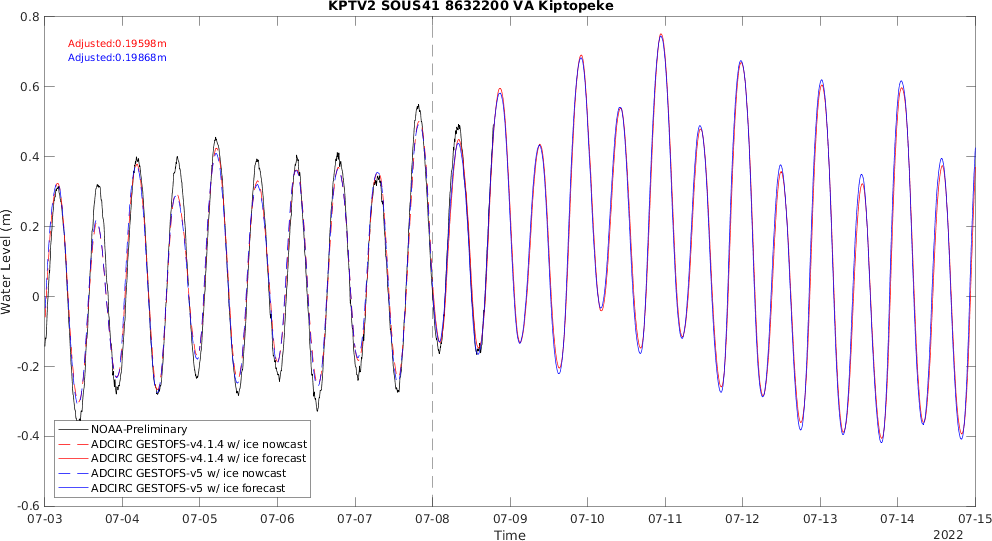 KPTV2 SOUS41 8632200 VA Kiptopeke
Adjusted:0.19598m
Adjusted:0.19868m
0.8
0.6
0.4
0.2
0
-0.2
-0.4
-0.6
Water Level (m)
NOAA-Preliminary
ADCIRC GESTOFS-v4.1.4 w/ ice nowcast
ADCIRC GESTOFS-v4.1.4 w/ ice forecast
ADCIRC GESTOFS-v5 w/ ice nowcast
ADCIRC GESTOFS-v5 w/ ice forecast
07-03 07-04 07-05 07-06 07-07 07-08 07-09 07-10 07-11 07-12 07-13 07-14 07-15
Time
2022